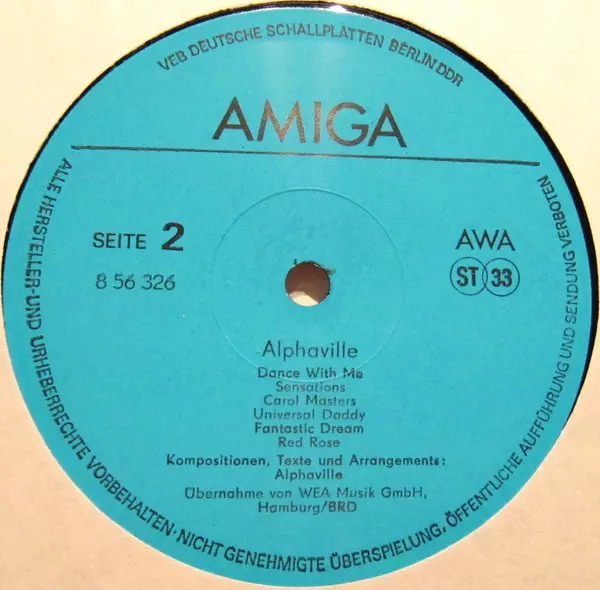 VEB DEUTSCHE SCHALLPLATTEN BERLIN DDR
AMIGA
SEITE 2
AWA
8 56 326
ST 33
Alphaville
Dance With Me
Sensations
Carol Masters
Universal Daddy
Fantastic Dream
Red Rose
Kompositionen, Texte und Arrangements:
Alphaville
Übernahme von WEA Musik GmbH,
Hamburg/BRD
ALLE HERSTELLER- UND URHEBERRECHTE VORBEHALTEN · NICHT GENEHMIGTE ÜBERSPIELUNG, ÖFFENTLICHE AUFFÜHRUNG UND SENDUNG VERBOTEN